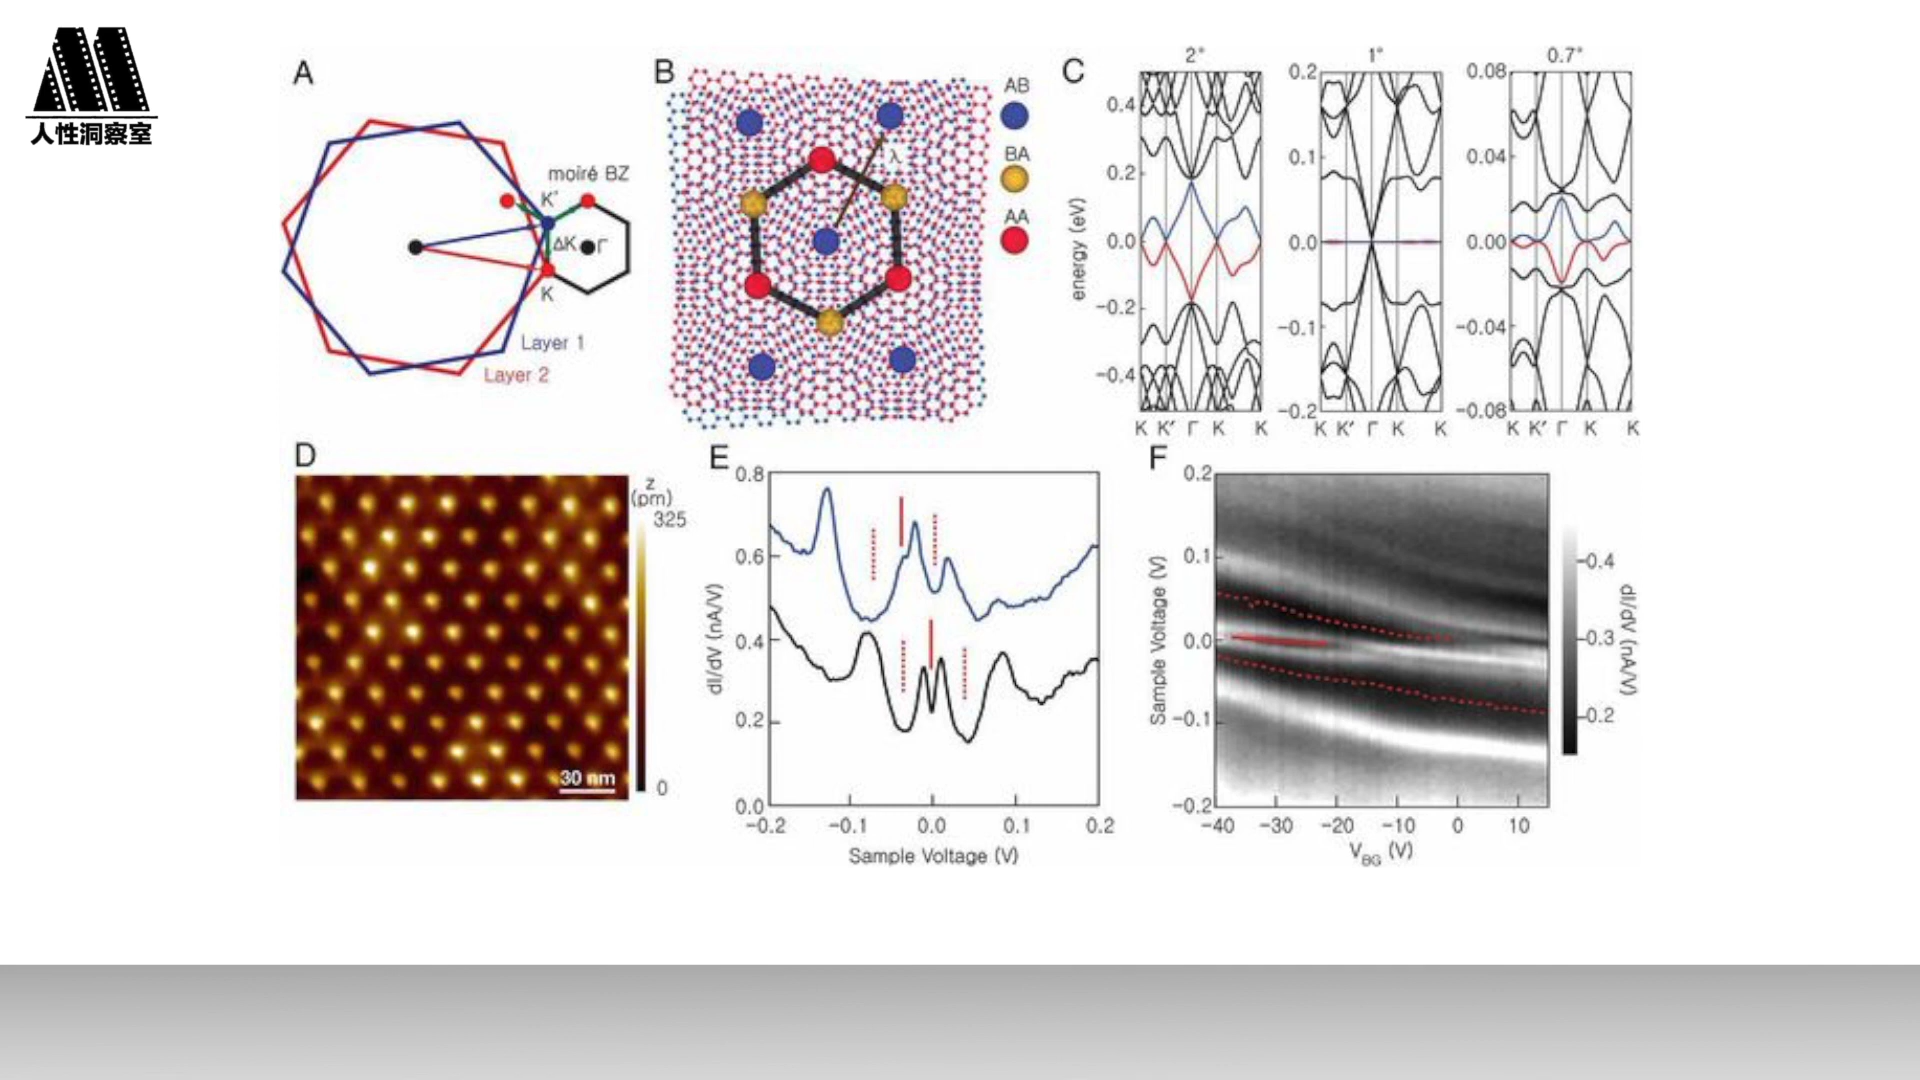 人性洞察室
A
moiré BZ
K'
ΔK
Γ
K
Layer 1
Layer 2
B
λ
AB
BA
AA
C
2°
1°
0.7°
energy (eV)
0.4
0.2
0.0
−0.2
−0.4
K K′ Γ K K
0.2
0.1
0.0
−0.1
−0.2
K K′ Γ K K
0.08
0.04
0.00
−0.04
−0.08
K K′ Γ K K
D
z
(pm)
325
0
30 nm
E
dI/dV (nA/V)
0.8
0.6
0.4
0.2
0.0
−0.2 −0.1 0.0 0.1 0.2
Sample Voltage (V)
F
Sample Voltage (V)
0.2
0.1
0.0
−0.1
−0.2
−40 −30 −20 −10 0 10
V_BG (V)
0.4
0.3
0.2
dI/dV (nA/V)